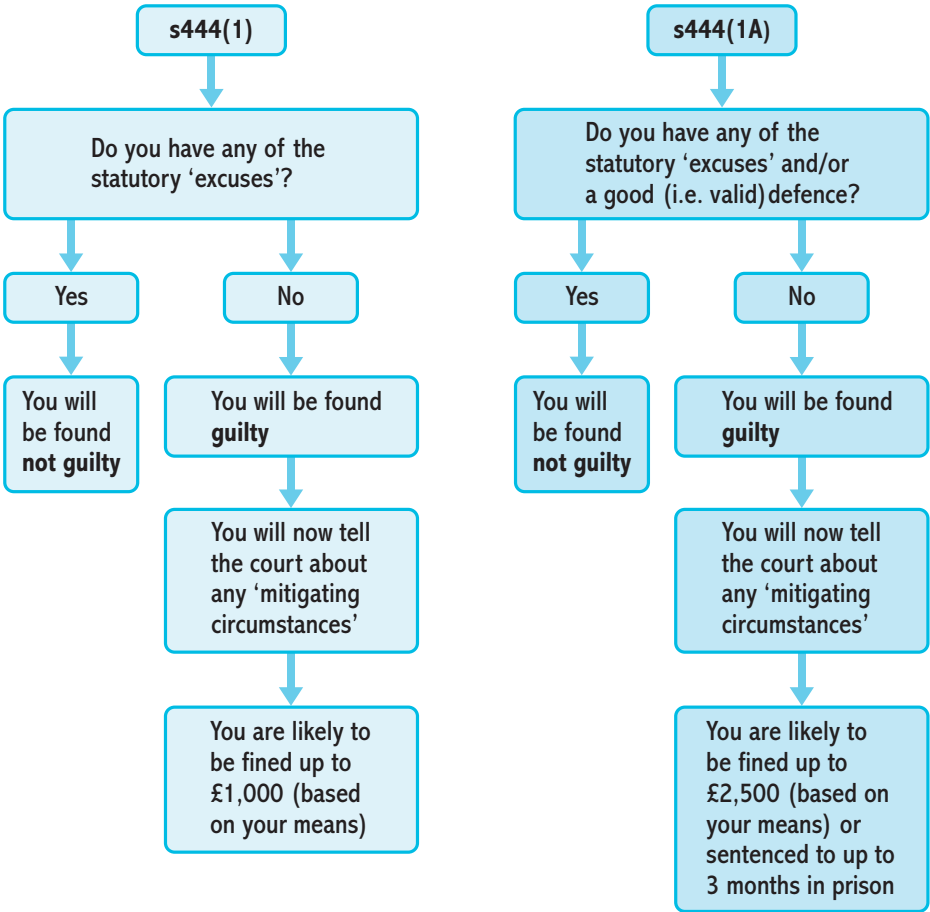 s444(1)
Do you have any of the
statutory ‘excuses’?
Yes
No
You will
be found
not guilty
You will be found
guilty
You will now tell
the court about
any ‘mitigating
circumstances’
You are likely to
be fined up to
£1,000 (based
on your means)
s444(1A)
Do you have any of the
statutory ‘excuses’ and/or
a good (i.e. valid) defence?
Yes
No
You will
be found
not guilty
You will be found
guilty
You will now tell
the court about
any ‘mitigating
circumstances’
You are likely to
be fined up to
£2,500 (based on
your means) or
sentenced to up to
3 months in prison